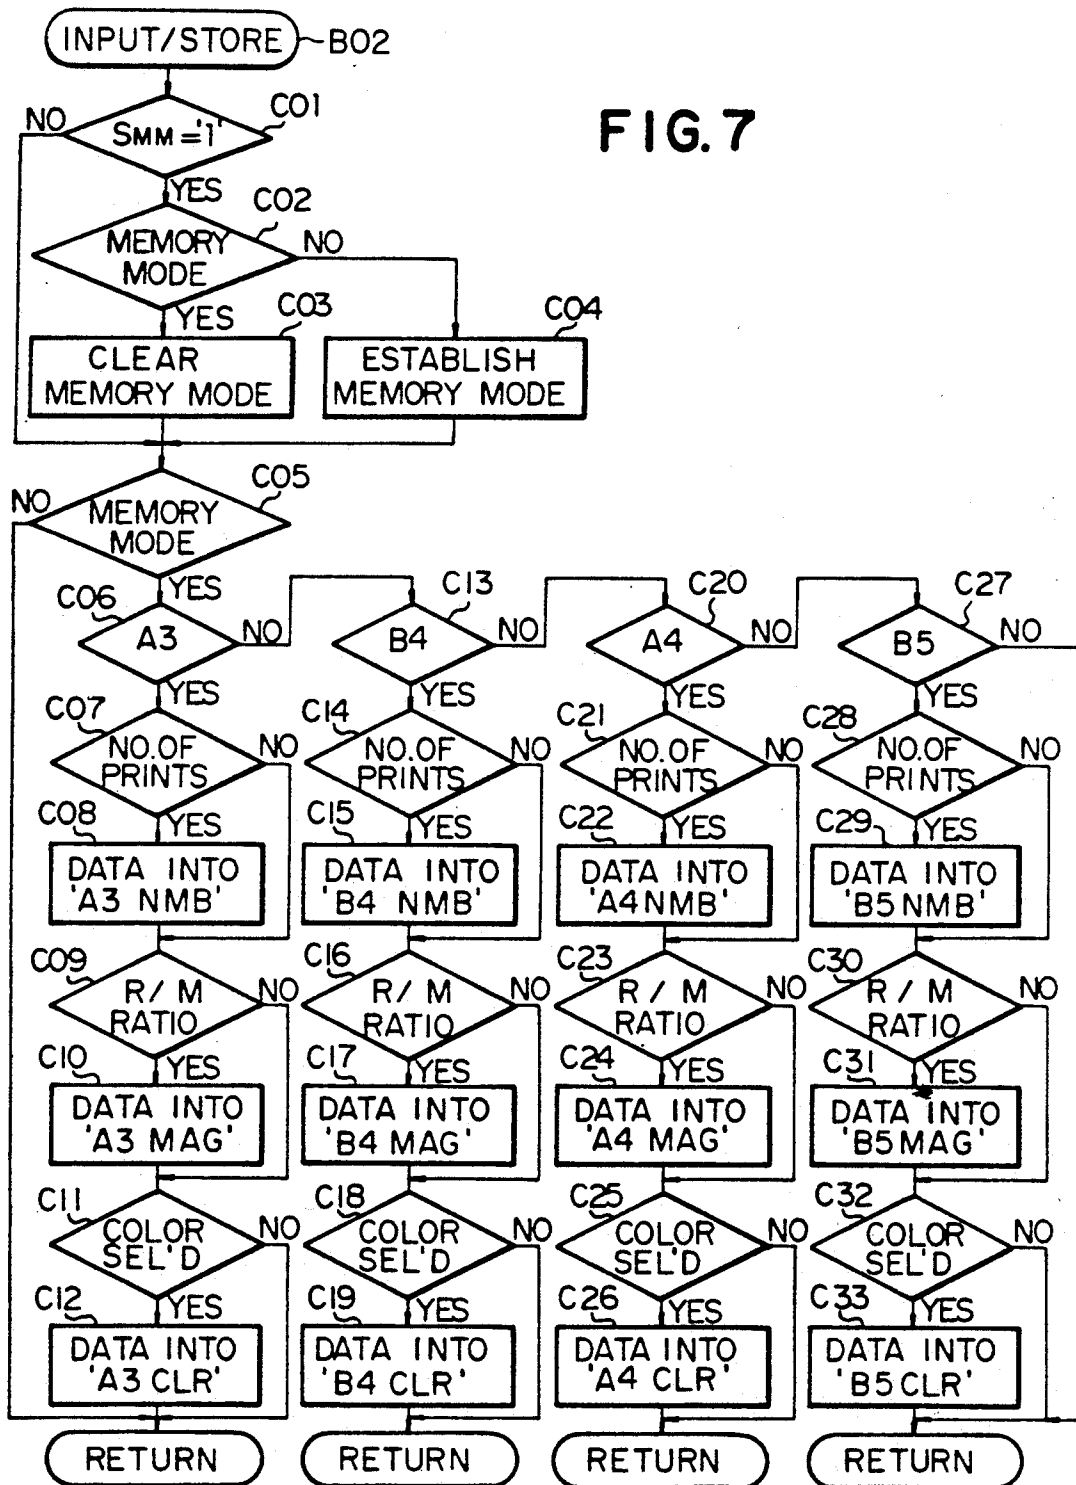 INPUT/STORE
B02
FIG. 7
C01
NO
SMM='1'
YES
C02
MEMORY
MODE
NO
YES
C03
CLEAR
MEMORY MODE
C04
ESTABLISH
MEMORY MODE
C05
NO
MEMORY
MODE
YES
C06
A3
NO
YES
C07
NO. OF
PRINTS
NO
YES
C08
DATA INTO
'A3 NMB'
C09
R / M
RATIO
NO
YES
C10
DATA INTO
'A3 MAG'
C11
COLOR
SEL'D
NO
YES
C12
DATA INTO
'A3 CLR'
RETURN
C13
B4
NO
YES
C14
NO. OF
PRINTS
NO
YES
C15
DATA INTO
'B4 NMB'
C16
R / M
RATIO
NO
YES
C17
DATA INTO
'B4 MAG'
C18
COLOR
SEL'D
NO
YES
C19
DATA INTO
'B4 CLR'
RETURN
C20
A4
NO
YES
C21
NO. OF
PRINTS
NO
YES
C22
DATA INTO
'A4 NMB'
C23
R / M
RATIO
NO
YES
C24
DATA INTO
'A4 MAG'
C25
COLOR
SEL'D
NO
YES
C26
DATA INTO
'A4 CLR'
RETURN
C27
B5
NO
YES
C28
NO. OF
PRINTS
NO
YES
C29
DATA INTO
'B5 NMB'
C30
R / M
RATIO
NO
YES
C31
DATA INTO
'B5 MAG'
C32
COLOR
SEL'D
NO
YES
C33
DATA INTO
'B5 CLR'
RETURN